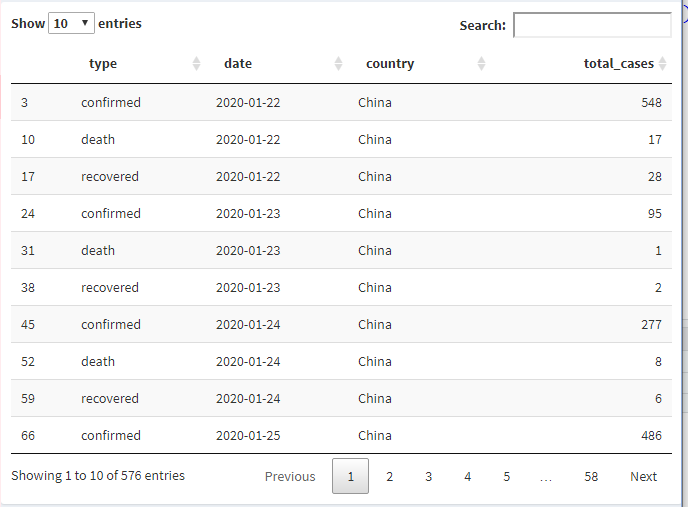 Show 10 entries Search:
type date country total_cases
3 confirmed 2020-01-22 China 548
10 death 2020-01-22 China 17
17 recovered 2020-01-22 China 28
24 confirmed 2020-01-23 China 95
31 death 2020-01-23 China 1
38 recovered 2020-01-23 China 2
45 confirmed 2020-01-24 China 277
52 death 2020-01-24 China 8
59 recovered 2020-01-24 China 6
66 confirmed 2020-01-25 China 486
Showing 1 to 10 of 576 entries Previous 1 2 3 4 5 … 58 Next